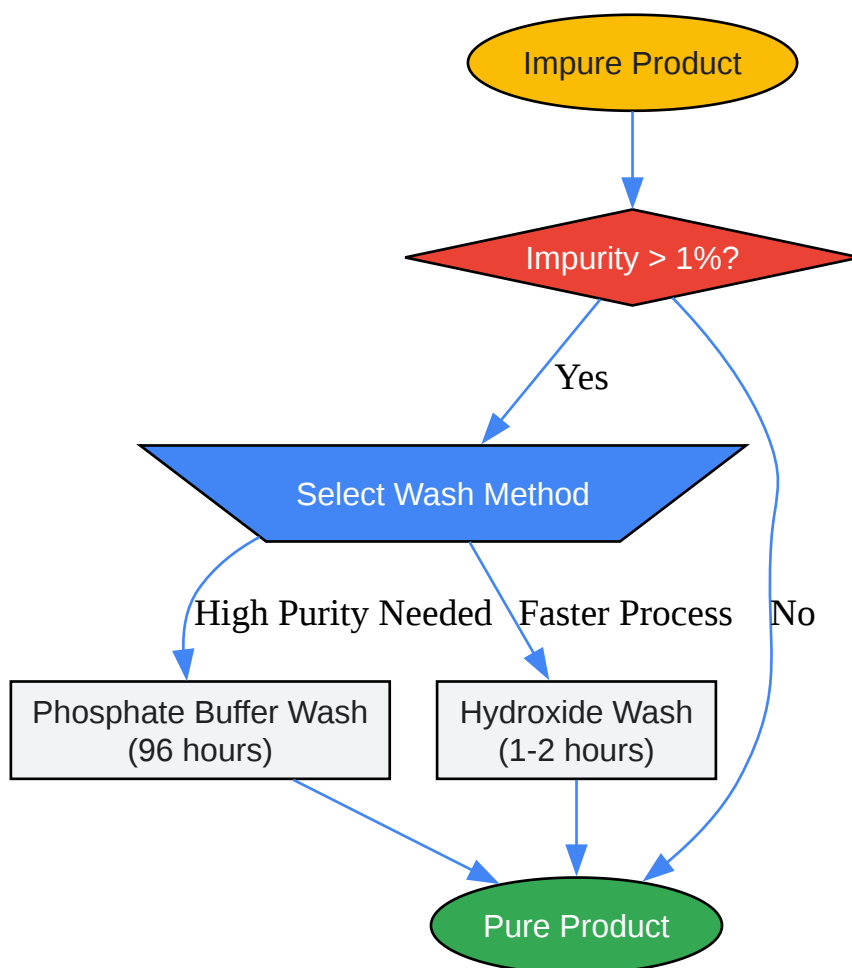 Impure Product
Impurity > 1%?
Yes
Select Wash Method
High Purity Needed
Faster Process
No
Phosphate Buffer Wash
(96 hours)
Hydroxide Wash
(1-2 hours)
Pure Product